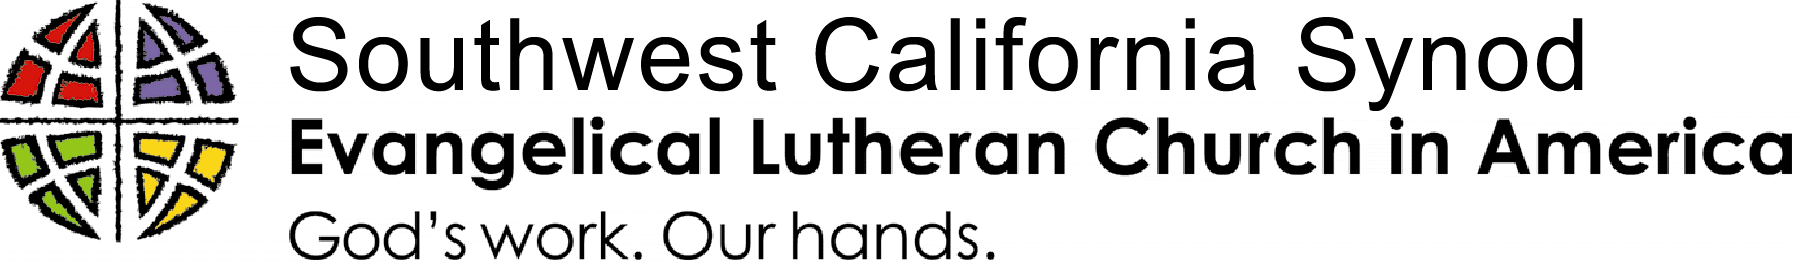 Southwest California Synod
Evangelical Lutheran Church in America
God’s work. Our hands.